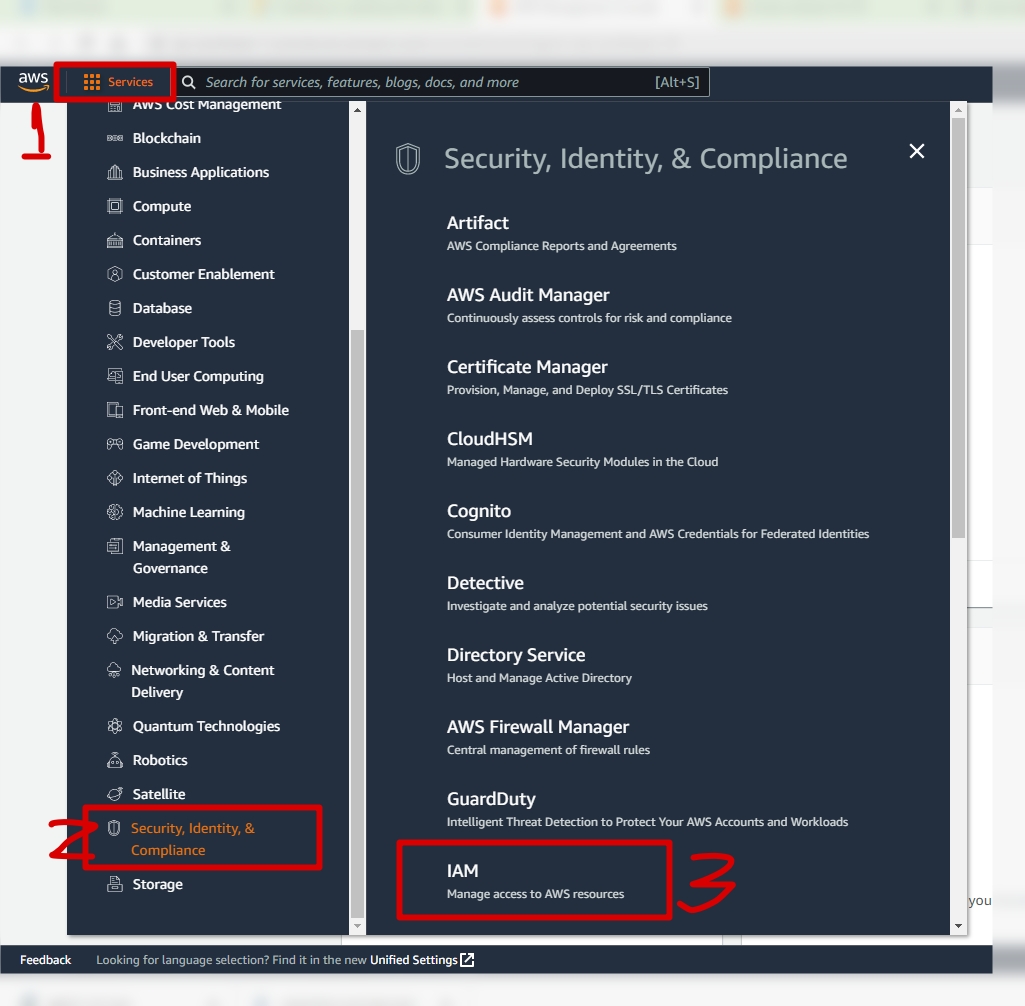 aws
Services
Search for services, features, blogs, docs, and more
[Alt+S]
1
AWS Cost Management
Blockchain
Business Applications
Compute
Containers
Customer Enablement
Database
Developer Tools
End User Computing
Front-end Web & Mobile
Game Development
Internet of Things
Machine Learning
Management &
Governance
Media Services
Migration & Transfer
Networking & Content
Delivery
Quantum Technologies
Robotics
Satellite
2
Security, Identity, &
Compliance
Storage
Security, Identity, & Compliance
Artifact
AWS Compliance Reports and Agreements
AWS Audit Manager
Continuously assess controls for risk and compliance
Certificate Manager
Provision, Manage, and Deploy SSL/TLS Certificates
CloudHSM
Managed Hardware Security Modules in the Cloud
Cognito
Consumer Identity Management and AWS Credentials for Federated Identities
Detective
Investigate and analyze potential security issues
Directory Service
Host and Manage Active Directory
AWS Firewall Manager
Central management of firewall rules
GuardDuty
Intelligent Threat Detection to Protect Your AWS Accounts and Workloads
IAM
Manage access to AWS resources
3
you
Feedback
Looking for language selection? Find it in the new Unified Settings